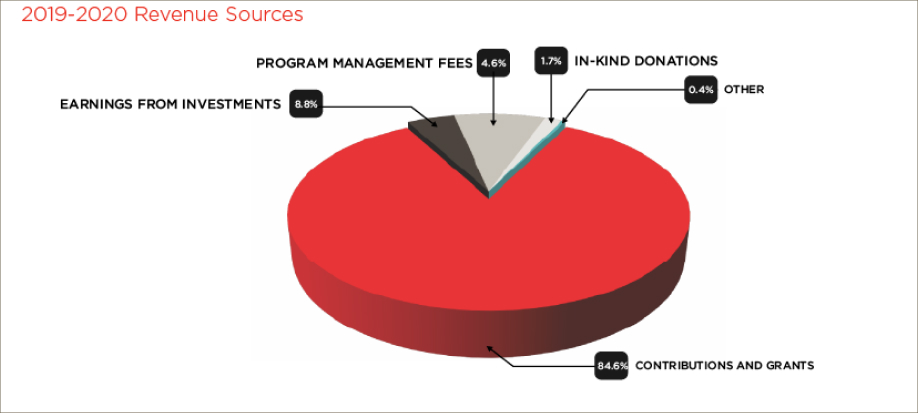 2019-2020 Revenue Sources
PROGRAM MANAGEMENT FEES 4.6%
1.7% IN-KIND DONATIONS
EARNINGS FROM INVESTMENTS 8.8%
0.4% OTHER
84.6% CONTRIBUTIONS AND GRANTS